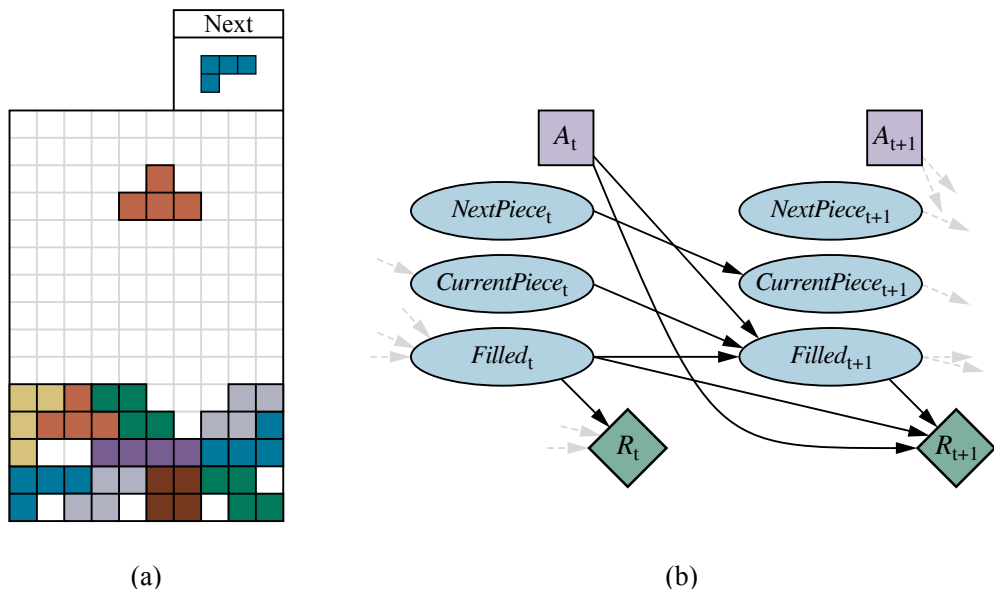 Next
A_t
A_t+1
NextPiece_t
NextPiece_t+1
CurrentPiece_t
CurrentPiece_t+1
Filled_t
Filled_t+1
R_t
R_t+1
(a)
(b)